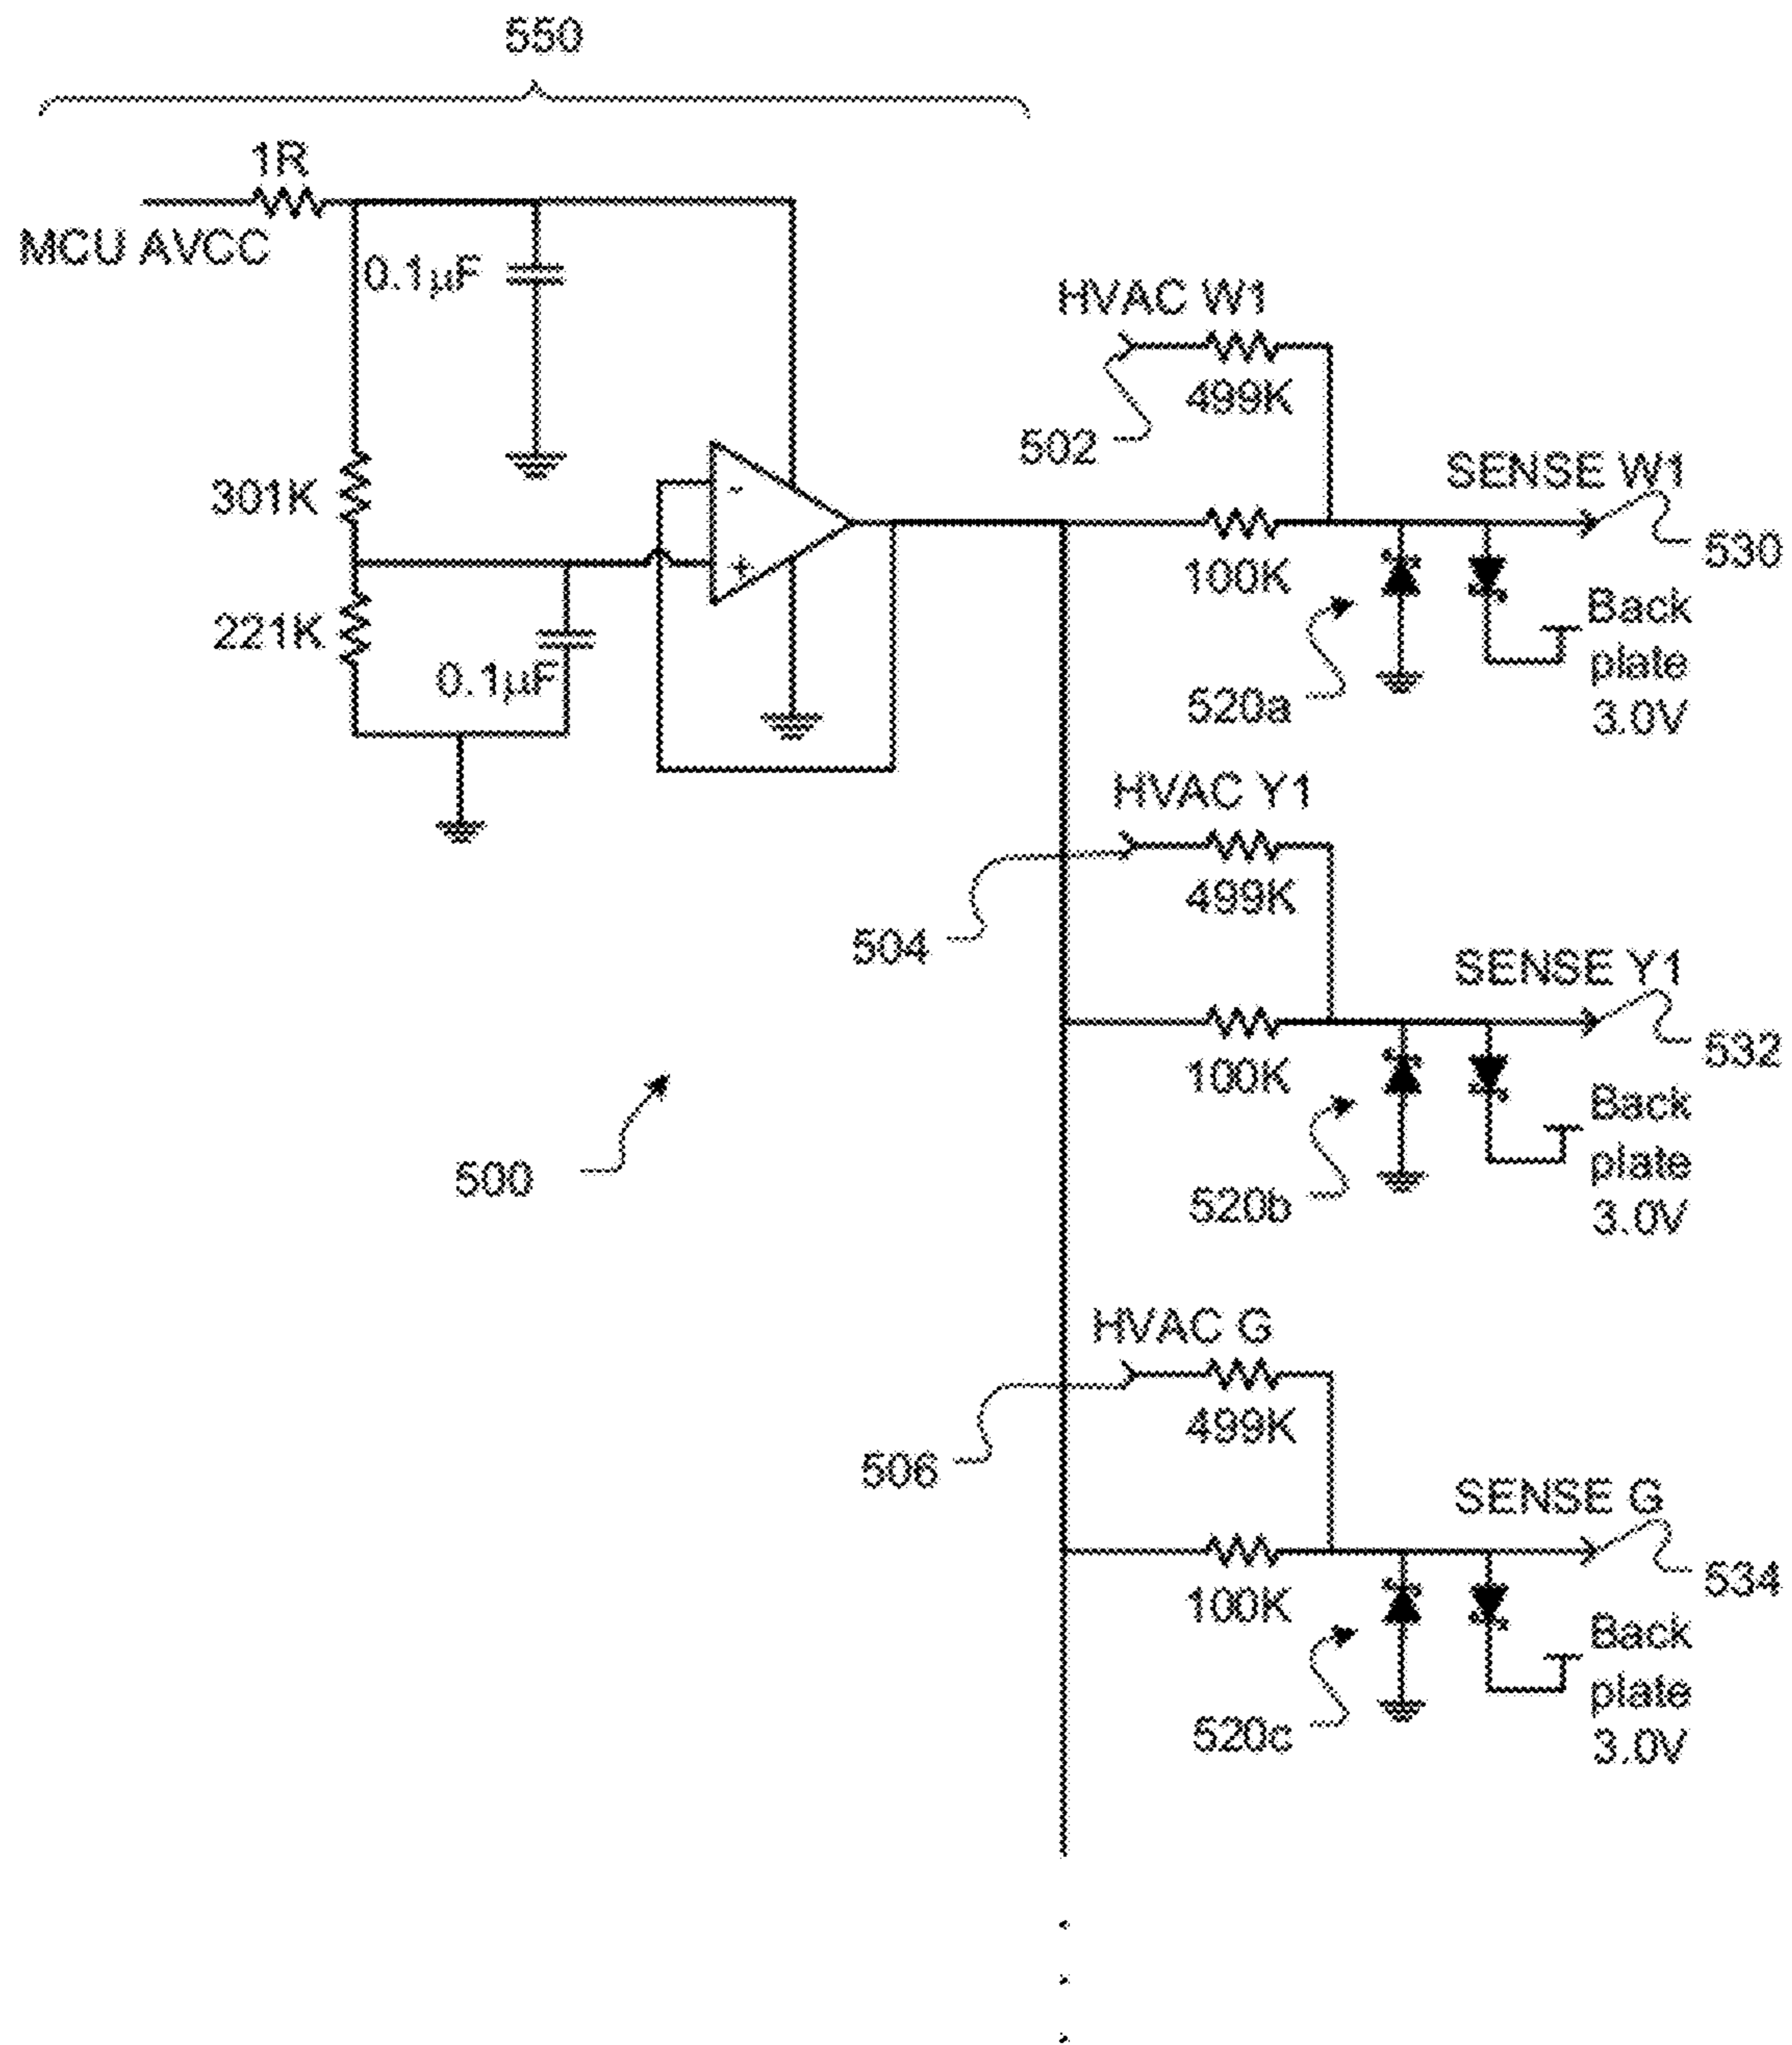 550
1R
MCU AVCC
0.1µF
301K
221K
0.1µF
-
+
HVAC W1
499K
502
SENSE W1
100K
530
520a
Back
plate
3.0V
HVAC Y1
499K
504
SENSE Y1
100K
532
520b
Back
plate
3.0V
500
HVAC G
499K
506
SENSE G
100K
534
520c
Back
plate
3.0V